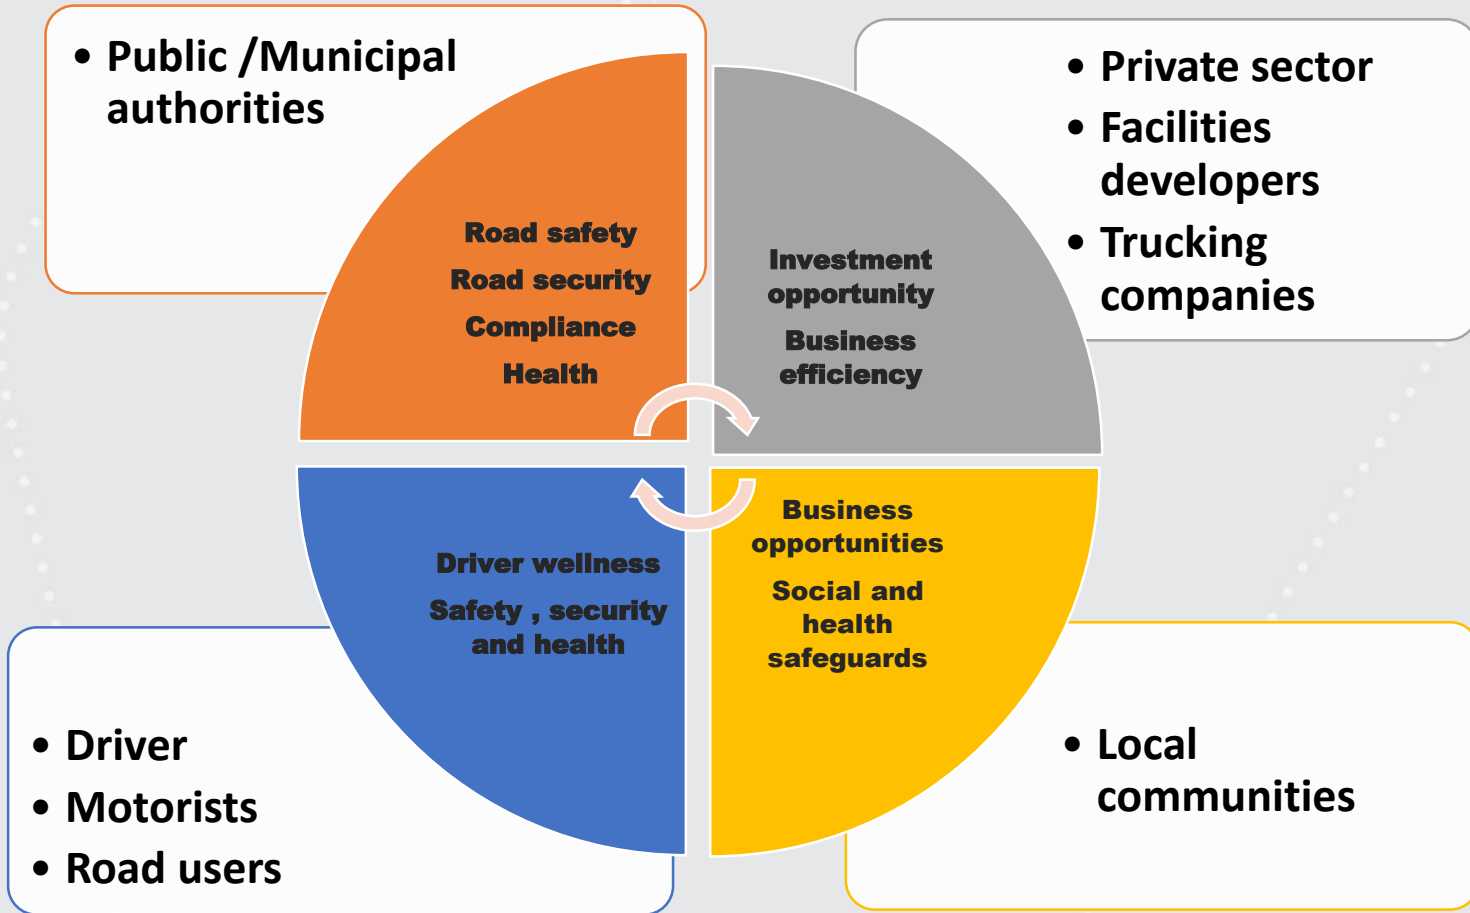 • Public /Municipal
authorities
Road safety
Road security
Compliance
Health
• Private sector
• Facilities
developers
• Trucking
companies
Investment
opportunity
Business
efficiency
Driver wellness
Safety , security
and health
• Driver
• Motorists
• Road users
Business
opportunities
Social and
health
safeguards
• Local
communities